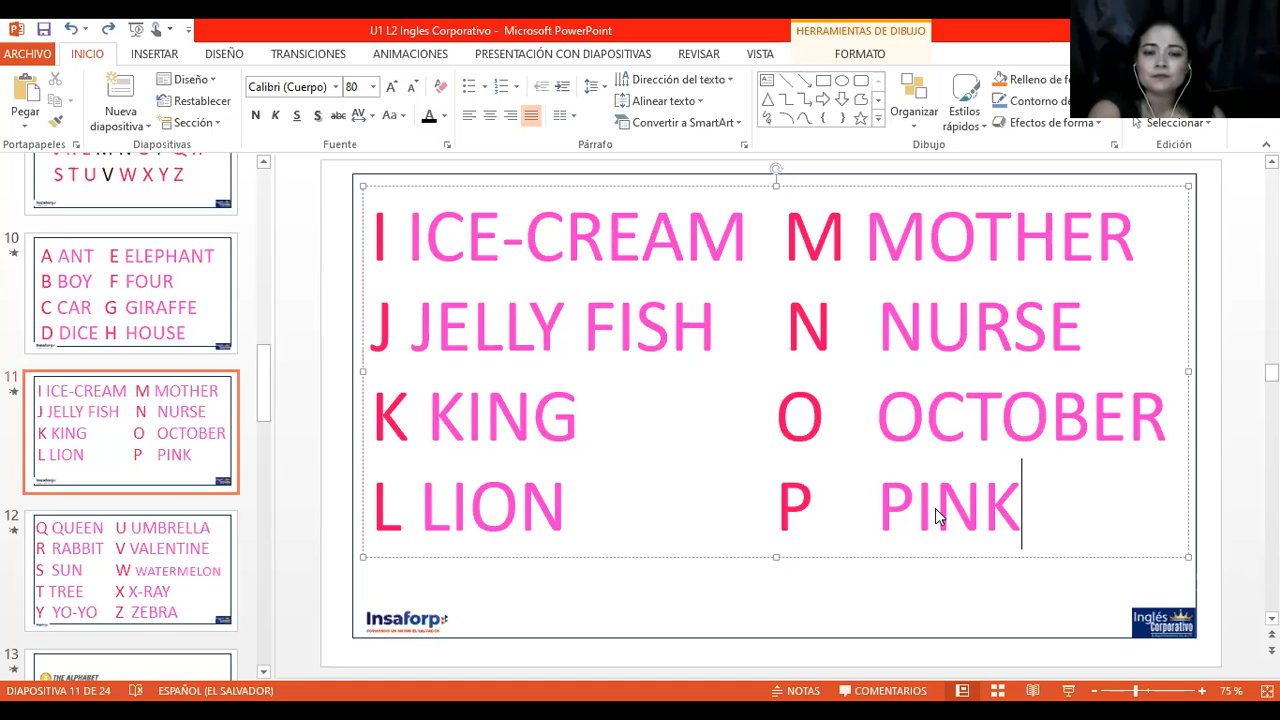 U1 L2 Ingles Corporativo - Microsoft PowerPoint
HERRAMIENTAS DE DIBUJO
ARCHIVO INICIO INSERTAR DISEÑO TRANSICIONES ANIMACIONES PRESENTACIÓN CON DIAPOSITIVAS REVISAR VISTA FORMATO
Pegar
Nueva diapositiva
Diseño
Restablecer
Sección
Calibri (Cuerpo) 80
N K S S abc AV Aa A
Dirección del texto
Alinear texto
Convertir a SmartArt
Organizar
Estilos rápidos
Relleno de fo
Contorno de
Efectos de forma
Seleccionar
Portapapeles Diapositivas Fuente Párrafo Dibujo Edición
S T U V W X Y Z
10
A ANT E ELEPHANT
B BOY F FOUR
C CAR G GIRAFFE
D DICE H HOUSE
11
I ICE-CREAM M MOTHER
J JELLY FISH N NURSE
K KING O OCTOBER
L LION P PINK
12
Q QUEEN U UMBRELLA
R RABBIT V VALENTINE
S SUN W WATERMELON
T TREE X X-RAY
Y YO-YO Z ZEBRA
13
THE ALPHABET
I ICE-CREAM M MOTHER
J JELLY FISH N NURSE
K KING O OCTOBER
L LION P PINK
Insaforp
Inglés
Corporativo
DIAPOSITIVA 11 DE 24 ESPAÑOL (EL SALVADOR) NOTAS COMENTARIOS 75 %